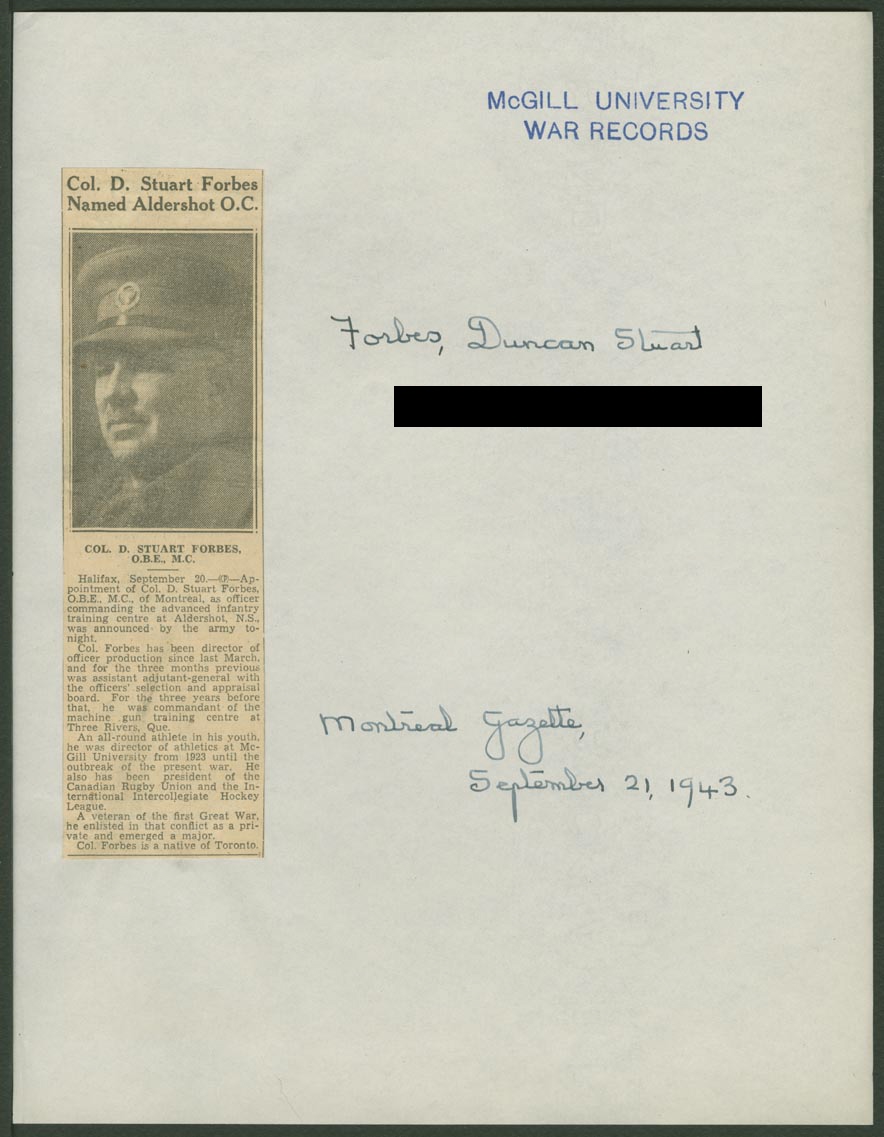 McGILL UNIVERSITY
WAR RECORDS
Col. D. Stuart Forbes
Named Aldershot O.C.
COL. D. STUART FORBES,
O.B.E., M.C.
Halifax, September 20.—(CP)—Ap-
pointment of Col. D. Stuart Forbes,
O.B.E., M.C., of Montreal, as officer
commanding the advanced infantry
training centre at Aldershot, N.S.,
was announced by the army to-
night.
Col. Forbes has been director of
officer production since last March,
and for the three months previous
was assistant adjutant-general with
the officers' selection and appraisal
board. For the three years before
that, he was commandant of the
machine gun training centre at
Three Rivers, Que.
An all-round athlete in his youth,
he was director of athletics at Mc-
Gill University from 1923 until the
outbreak of the present war. He
also has been president of the
Canadian Rugby Union and the In-
ternational Intercollegiate Hockey
League.
A veteran of the first Great War,
he enlisted in that conflict as a pri-
vate and emerged a major.
Col. Forbes is a native of Toronto.
Forbes, Duncan Stuart
Montreal Gazette,
September 21, 1943.